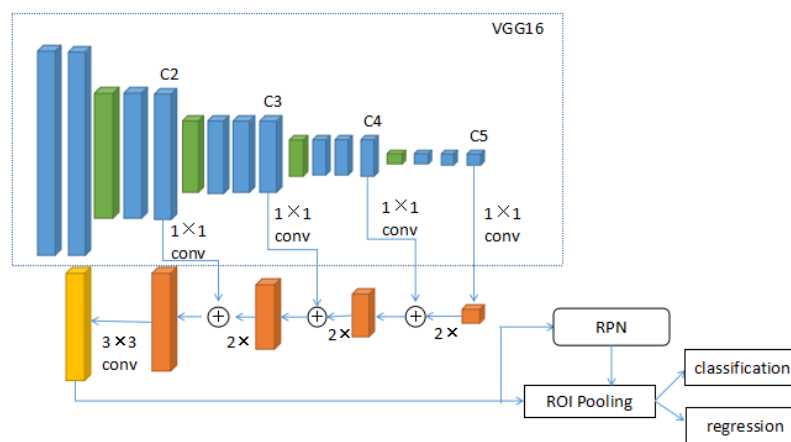 VGG16
C2
C3
C4
C5
1×1
conv
1×1
conv
1×1
conv
1×1
conv
3×3
conv
2×
2×
2×
RPN
ROI Pooling
classification
regression